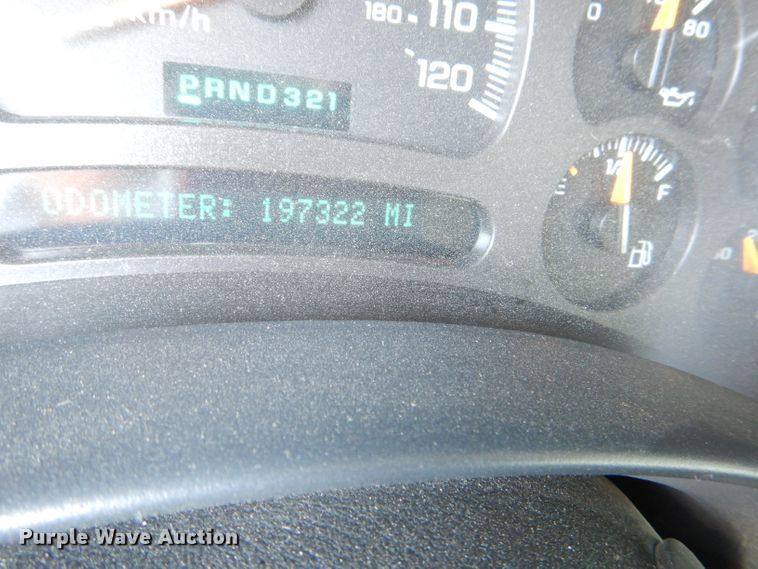 km/h
180 110
120
0 80
PRND321
1/2
F
ODOMETER: 197322 MI
Purple Wave Auction